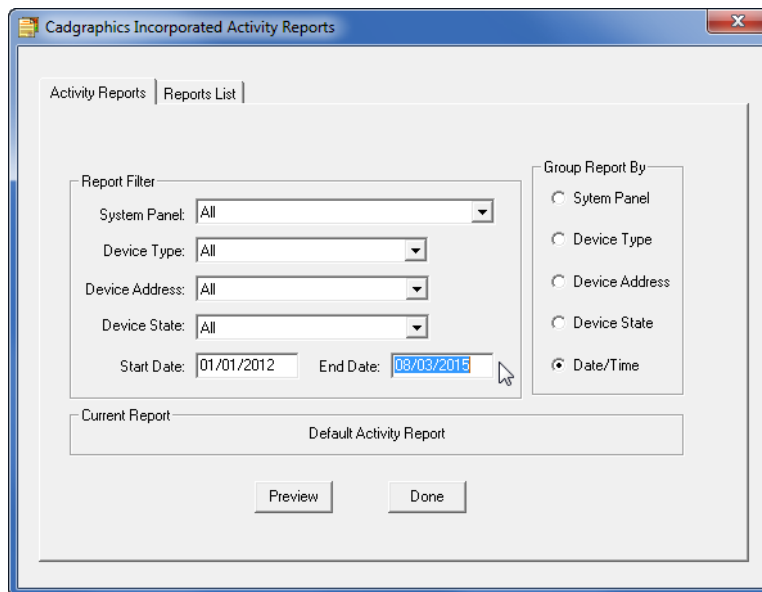 Cadgraphics Incorporated Activity Reports
X
Activity Reports
Reports List
Report Filter
System Panel: All
Device Type: All
Device Address: All
Device State: All
Start Date: 01/01/2012 End Date: 08/03/2015
Group Report By
Sytem Panel
Device Type
Device Address
Device State
Date/Time
Current Report
Default Activity Report
Preview Done